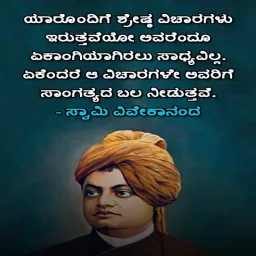 ಯಾರೊಂದಿಗೆ ಶ್ರೇಷ್ಠ ವಿಚಾರಗಳು
ಇರುತ್ತವೆಯೋ ಅವರೆಂದೂ
ಏಕಾಂಗಿಯಾಗಿರಲು ಸಾಧ್ಯವಿಲ್ಲ.
ಏಕೆಂದರೆ ಆ ವಿಚಾರಗಳೇ ಅವರಿಗೆ
ಸಾಂಗತ್ಯದ ಬಲ ನೀಡುತ್ತವೆ.
- ಸ್ವಾಮಿ ವಿವೇಕಾನಂದ